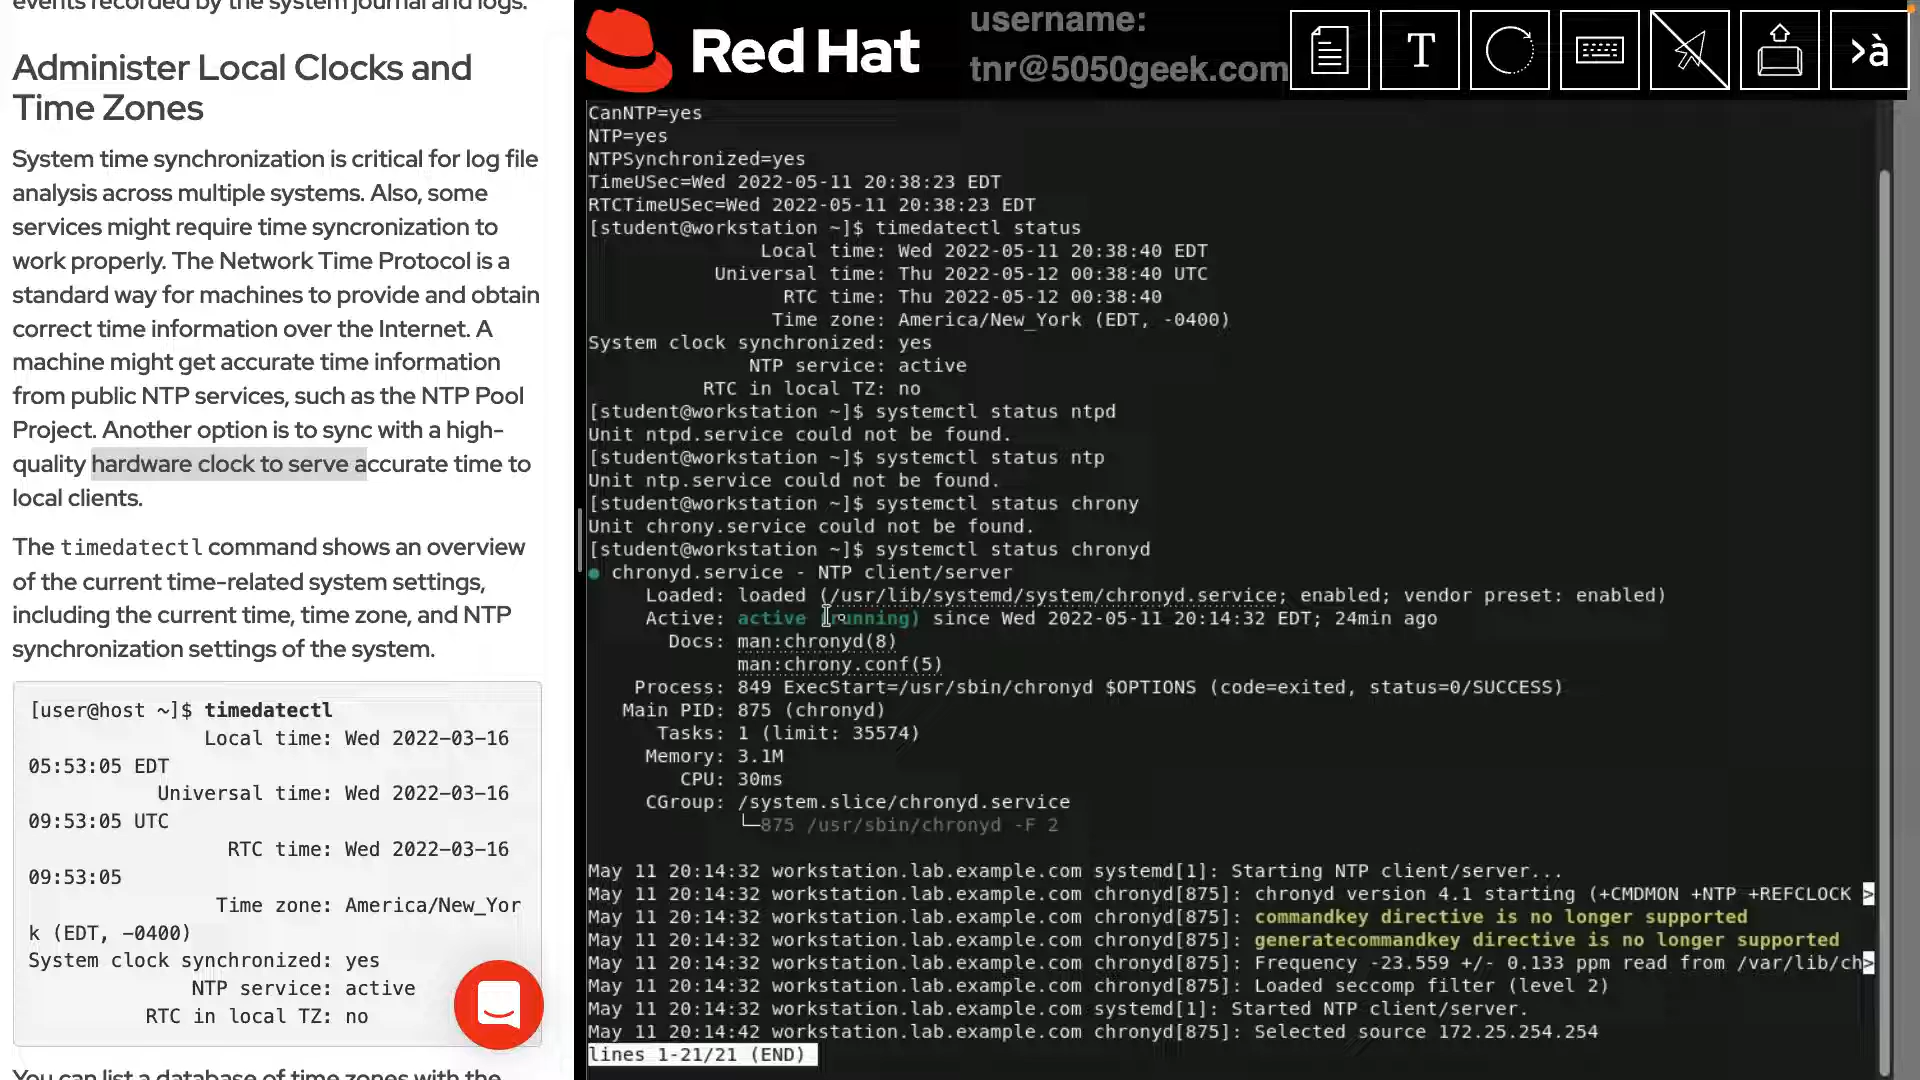 events recorded by the system journal and logs.
Administer Local Clocks and
Time Zones
System time synchronization is critical for log file
analysis across multiple systems. Also, some
services might require time syncronization to
work properly. The Network Time Protocol is a
standard way for machines to provide and obtain
correct time information over the Internet. A
machine might get accurate time information
from public NTP services, such as the NTP Pool
Project. Another option is to sync with a high-
quality hardware clock to serve accurate time to
local clients.
The timedatectl command shows an overview
of the current time-related system settings,
including the current time, time zone, and NTP
synchronization settings of the system.
[user@host ~]$ timedatectl
Local time: Wed 2022-03-16
05:53:05 EDT
Universal time: Wed 2022-03-16
09:53:05 UTC
RTC time: Wed 2022-03-16
09:53:05
Time zone: America/New_Yor
k (EDT, -0400)
System clock synchronized: yes
NTP service: active
RTC in local TZ: no
You can list a database of time zones with the
Red Hat
username:
tnr@5050geek.com
T
>à
CanNTP=yes
NTP=yes
NTPSynchronized=yes
TimeUSec=Wed 2022-05-11 20:38:23 EDT
RTCTimeUSec=Wed 2022-05-11 20:38:23 EDT
[student@workstation ~]$ timedatectl status
Local time: Wed 2022-05-11 20:38:40 EDT
Universal time: Thu 2022-05-12 00:38:40 UTC
RTC time: Thu 2022-05-12 00:38:40
Time zone: America/New_York (EDT, -0400)
System clock synchronized: yes
NTP service: active
RTC in local TZ: no
[student@workstation ~]$ systemctl status ntpd
Unit ntpd.service could not be found.
[student@workstation ~]$ systemctl status ntp
Unit ntp.service could not be found.
[student@workstation ~]$ systemctl status chrony
Unit chrony.service could not be found.
[student@workstation ~]$ systemctl status chronyd
● chronyd.service - NTP client/server
Loaded: loaded (/usr/lib/systemd/system/chronyd.service; enabled; vendor preset: enabled)
Active: active (running) since Wed 2022-05-11 20:14:32 EDT; 24min ago
Docs: man:chronyd(8)
man:chrony.conf(5)
Process: 849 ExecStart=/usr/sbin/chronyd $OPTIONS (code=exited, status=0/SUCCESS)
Main PID: 875 (chronyd)
Tasks: 1 (limit: 35574)
Memory: 3.1M
CPU: 30ms
CGroup: /system.slice/chronyd.service
└─875 /usr/sbin/chronyd -F 2
May 11 20:14:32 workstation.lab.example.com systemd[1]: Starting NTP client/server...
May 11 20:14:32 workstation.lab.example.com chronyd[875]: chronyd version 4.1 starting (+CMDMON +NTP +REFCLOCK >
May 11 20:14:32 workstation.lab.example.com chronyd[875]: commandkey directive is no longer supported
May 11 20:14:32 workstation.lab.example.com chronyd[875]: generatecommandkey directive is no longer supported
May 11 20:14:32 workstation.lab.example.com chronyd[875]: Frequency -23.559 +/- 0.133 ppm read from /var/lib/ch>
May 11 20:14:32 workstation.lab.example.com chronyd[875]: Loaded seccomp filter (level 2)
May 11 20:14:32 workstation.lab.example.com systemd[1]: Started NTP client/server.
May 11 20:14:42 workstation.lab.example.com chronyd[875]: Selected source 172.25.254.254
lines 1-21/21 (END)